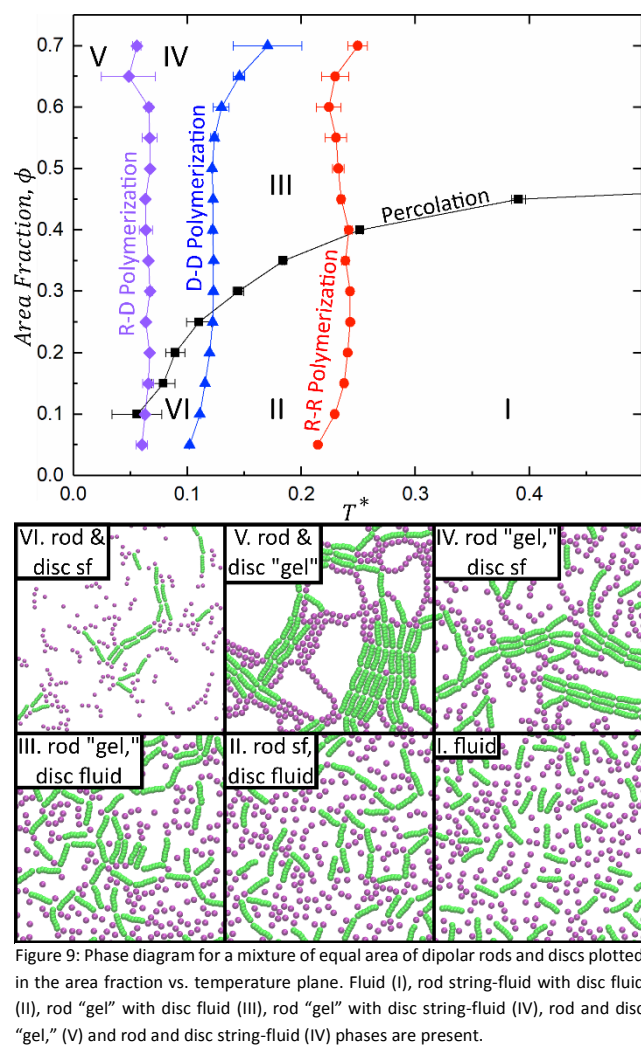 0.7
V
IV
0.6
0.5
III
0.4
0.3
0.2
0.1
VI
II
I
0.0
0.0
0.1
0.2
0.3
0.4
Area Fraction, ϕ
T*
R-D Polymerization
D-D Polymerization
R-R Polymerization
Percolation
VI. rod &
disc sf
V. rod &
disc "gel"
IV. rod "gel,"
disc sf
III. rod "gel,"
disc fluid
II. rod sf,
disc fluid
I. fluid
Figure 9: Phase diagram for a mixture of equal area of dipolar rods and discs plotted
in the area fraction vs. temperature plane. Fluid (I), rod string-fluid with disc fluid
(II), rod “gel” with disc fluid (III), rod “gel” with disc string-fluid (IV), rod and disc
“gel,” (V) and rod and disc string-fluid (IV) phases are present.